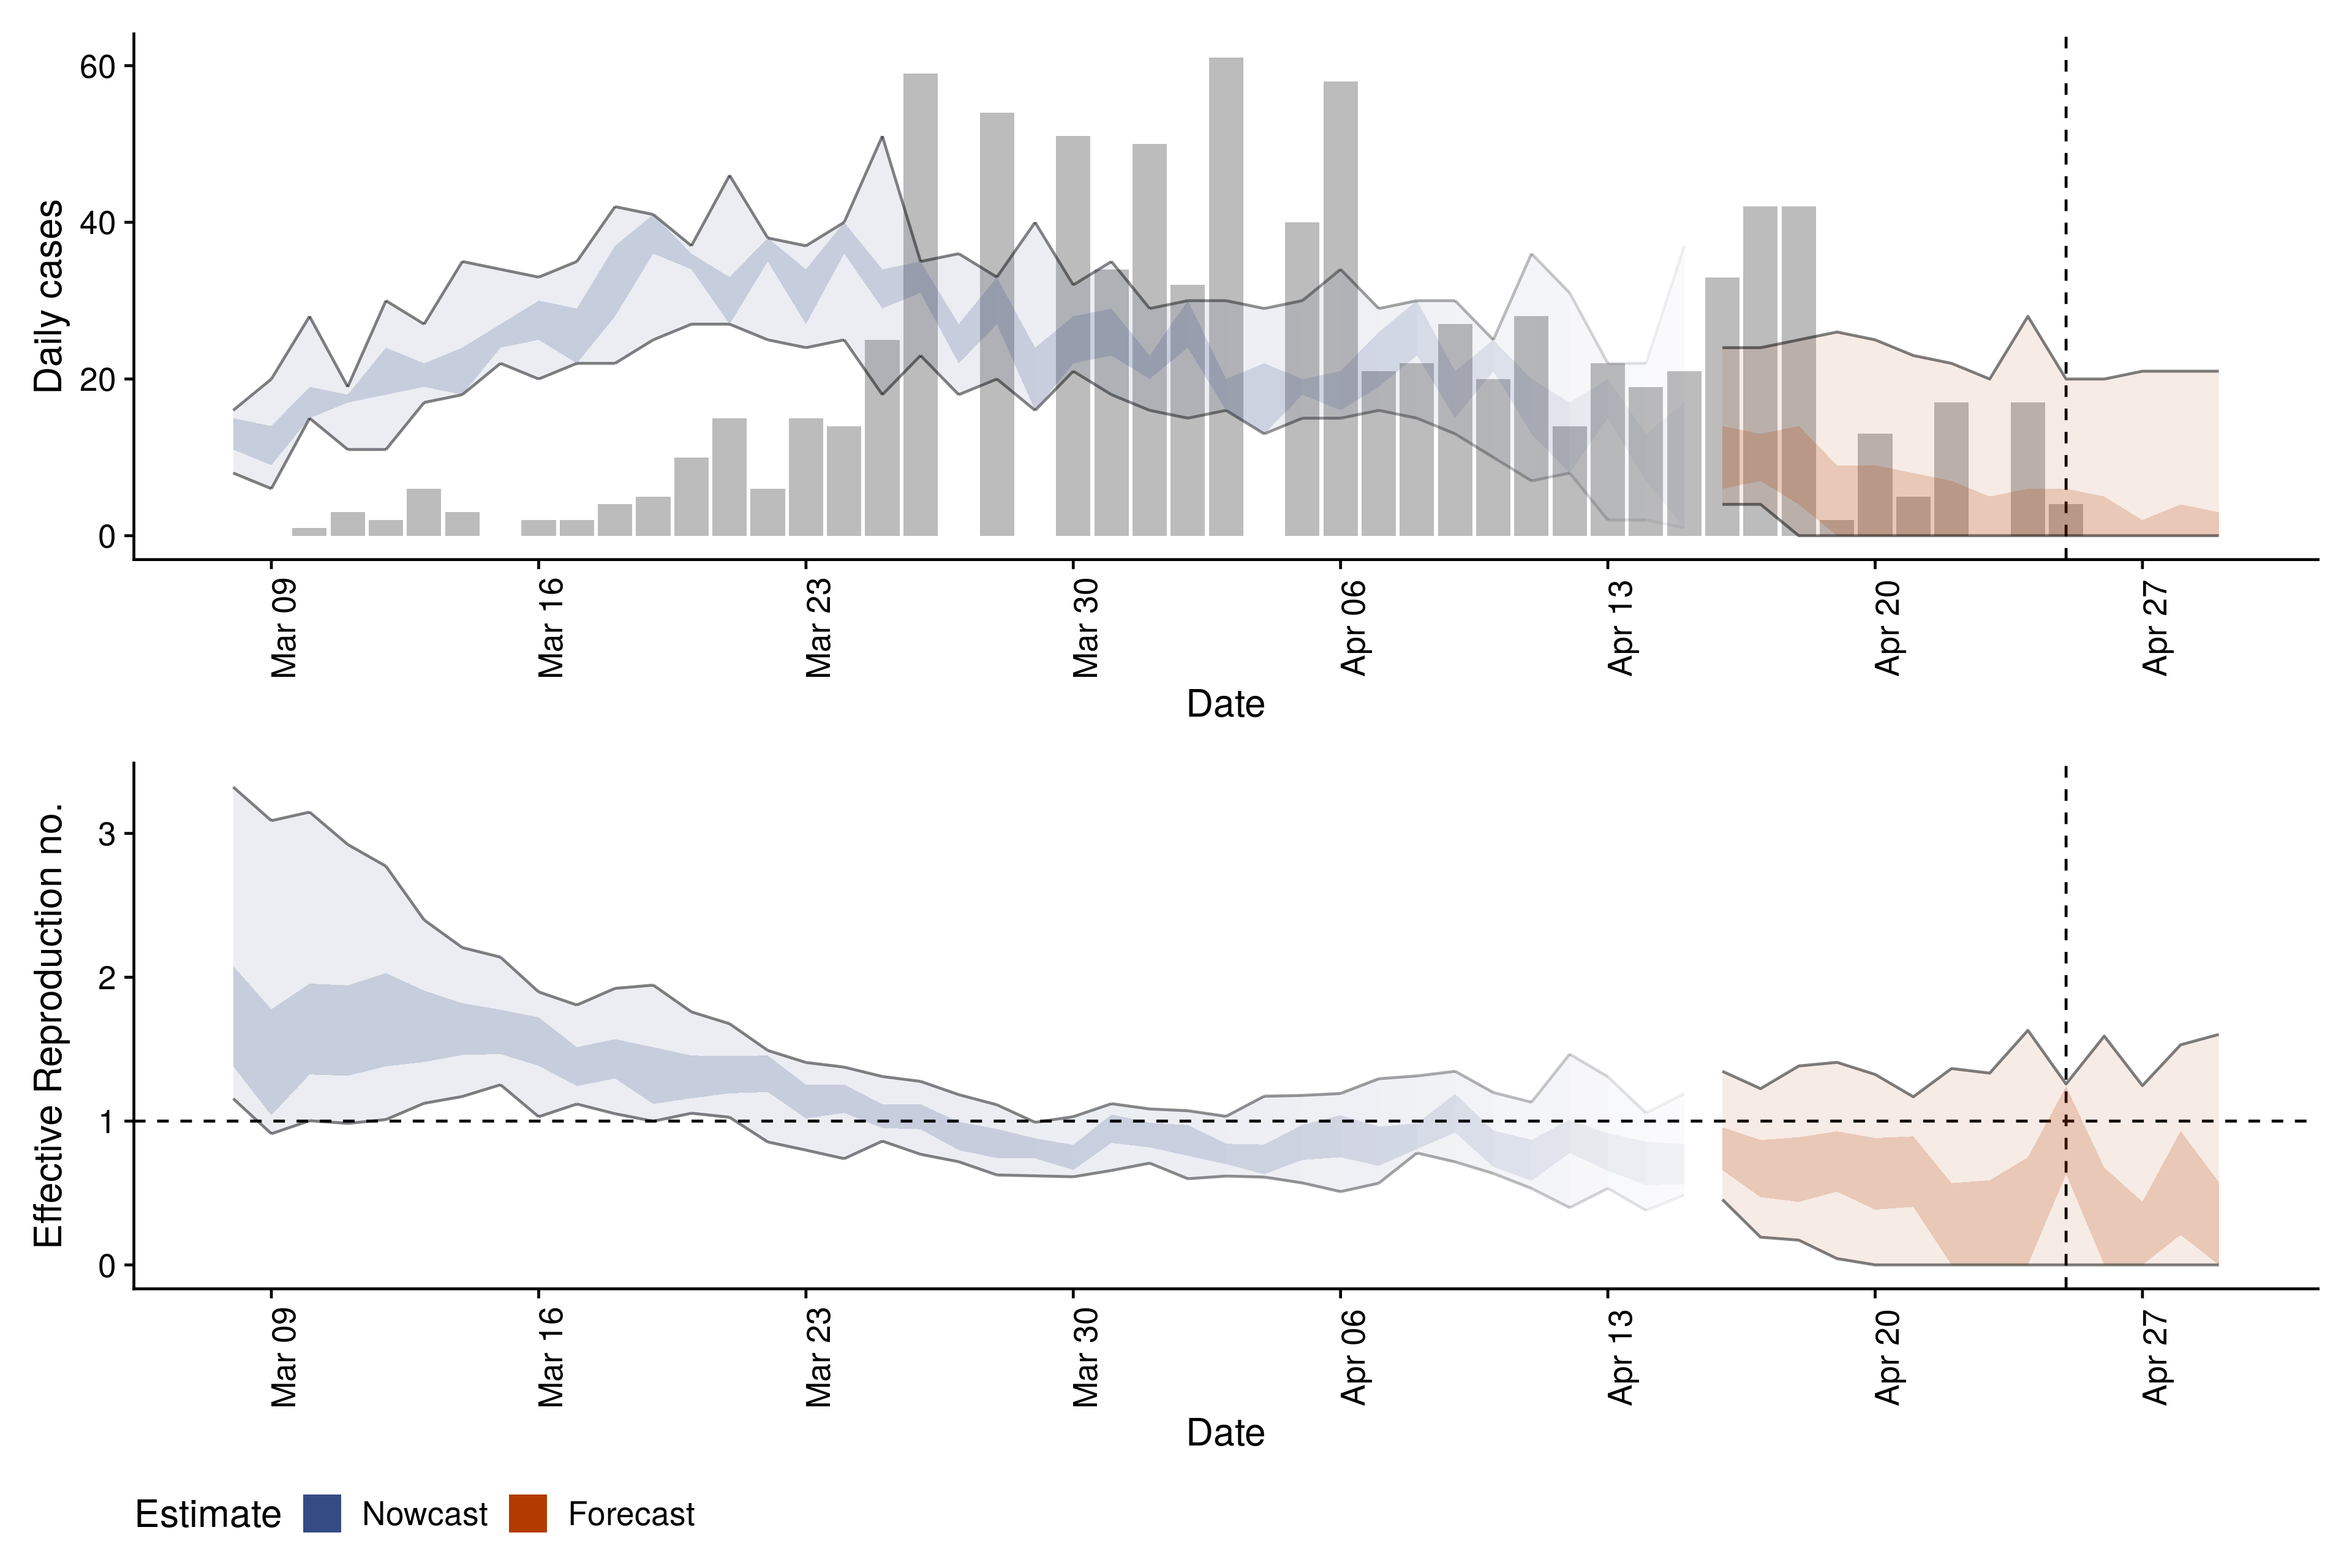 Daily cases
60
40
20
0
Mar 09
Mar 16
Mar 23
Mar 30
Apr 06
Apr 13
Apr 20
Apr 27
Date
Effective Reproduction no.
3
2
1
0
Mar 09
Mar 16
Mar 23
Mar 30
Apr 06
Apr 13
Apr 20
Apr 27
Date
Estimate Nowcast Forecast